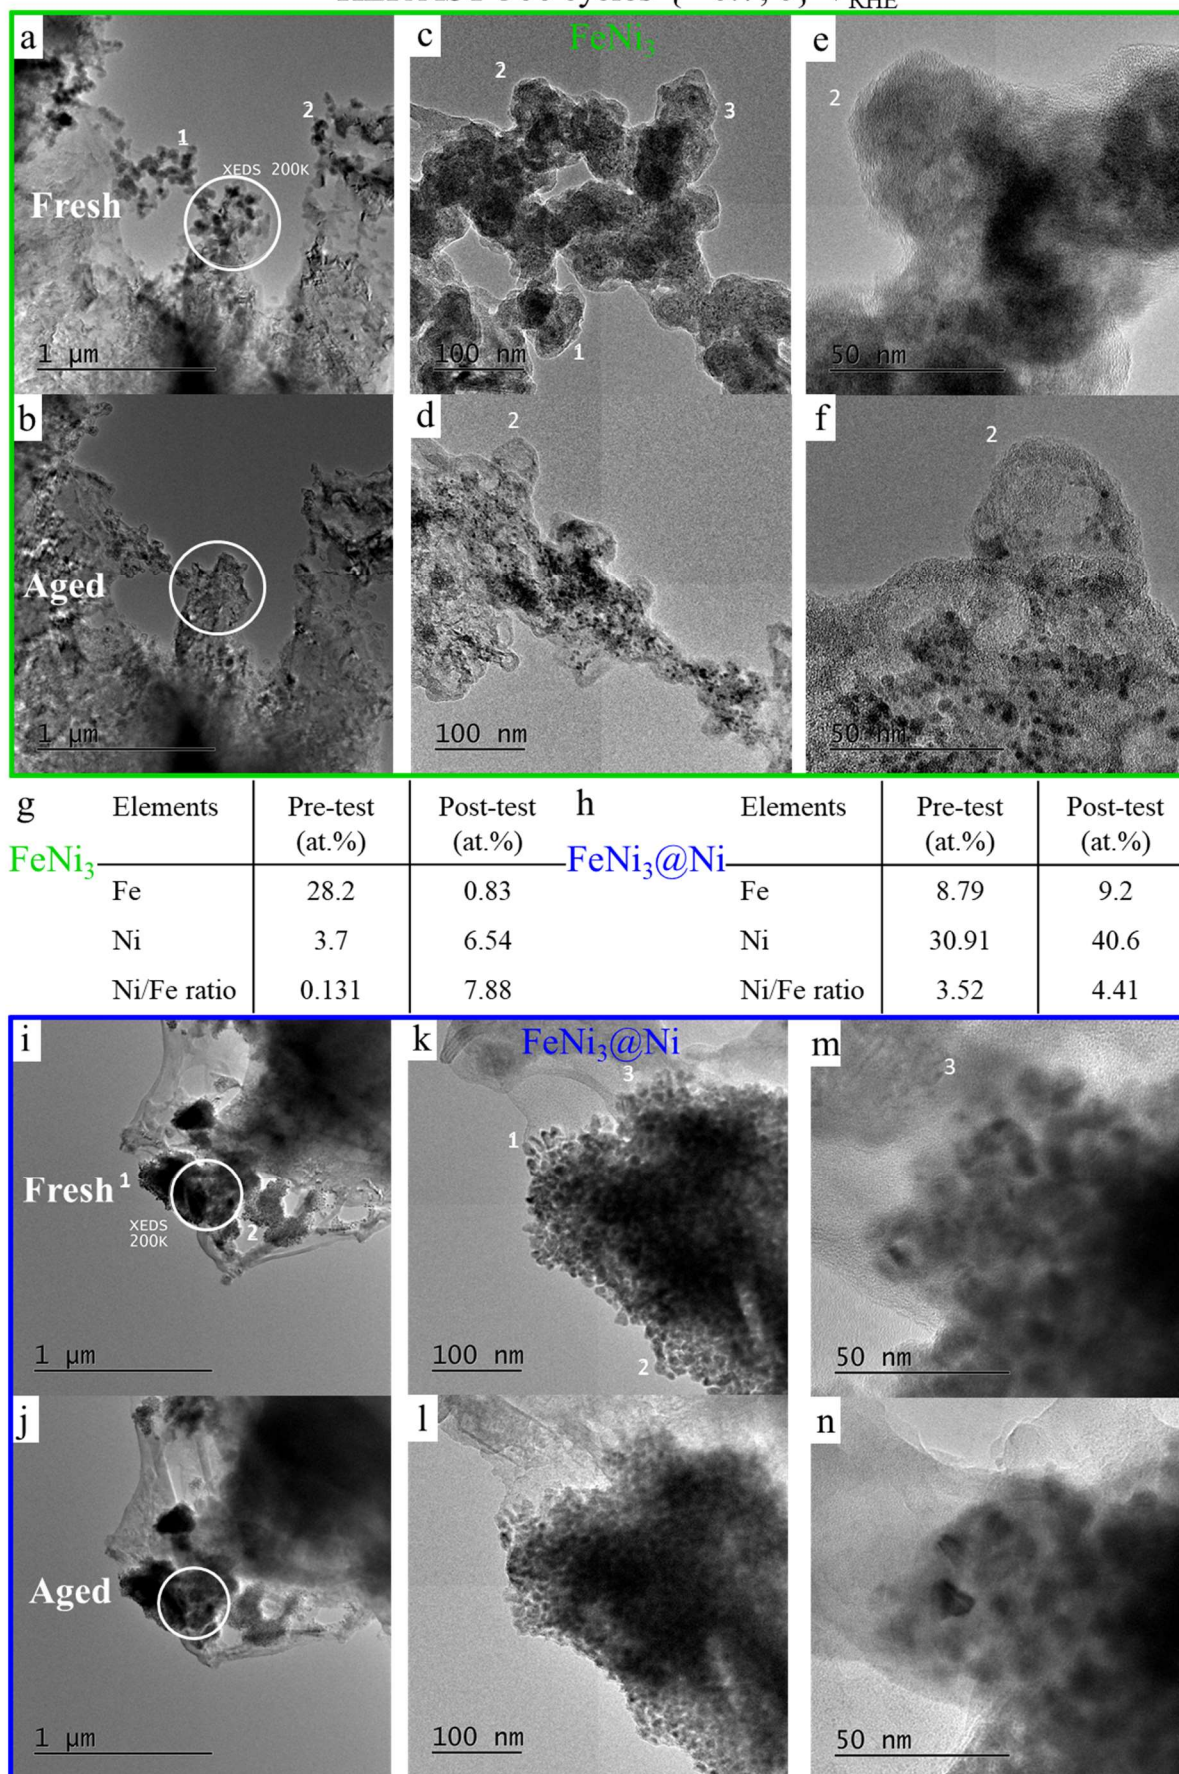 FeNi₃
a
1
2
XEDS 200K
Fresh
1 µm
c
2
3
1
100 nm
e
2
50 nm
b
Aged
1 µm
d
2
100 nm
f
2
50 nm
g
FeNi₃
Elements Pre-test (at.%) Post-test (at.%)
Fe 28.2 0.83
Ni 3.7 6.54
Ni/Fe ratio 0.131 7.88
h
FeNi₃@Ni
Elements Pre-test (at.%) Post-test (at.%)
Fe 8.79 9.2
Ni 30.91 40.6
Ni/Fe ratio 3.52 4.41
FeNi₃@Ni
i
Fresh
1
XEDS
200K
2
1 µm
k
3
1
2
100 nm
m
3
50 nm
j
Aged
1 µm
l
100 nm
n
50 nm